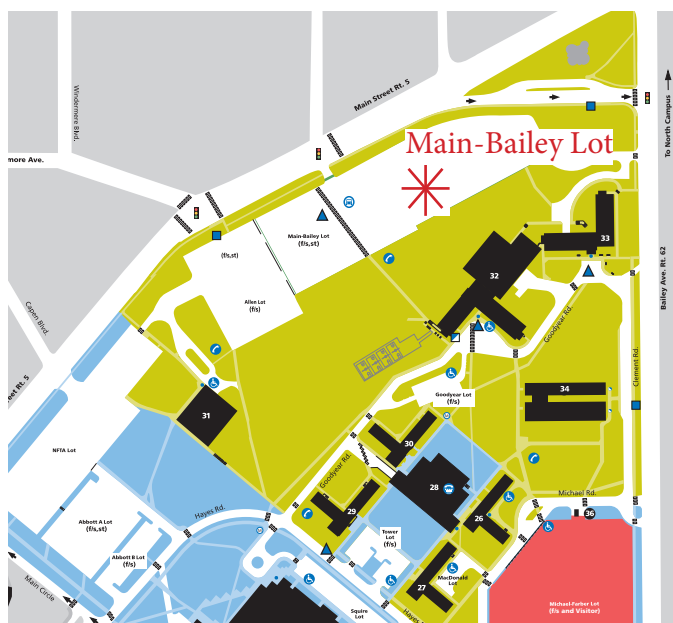 Main Street Rt. 5
Windermere Blvd.
To North Campus
Main-Bailey Lot
more Ave.
33
Main-Bailey Lot
(f/s,st)
(f/s,st)
32
Bailey Ave. Rt. 62
Allen Lot
(f/s)
Capen Blvd.
Goodyear Rd.
Clement Rd.
reet Rt. 5
34
Goodyear Lot
(f/s)
31
30
NFTA Lot
Goodyear Rd.
28
Michael Rd.
29
Hayes Rd.
26
36
Abbott A Lot
(f/s,st)
Tower
Lot
(f/s)
Abbott B Lot
(f/s)
MacDonald
Lot
27
Main Circle
Squire
Lot
Hayes R
Michael-Farber Lot
(f/s and Visitor)